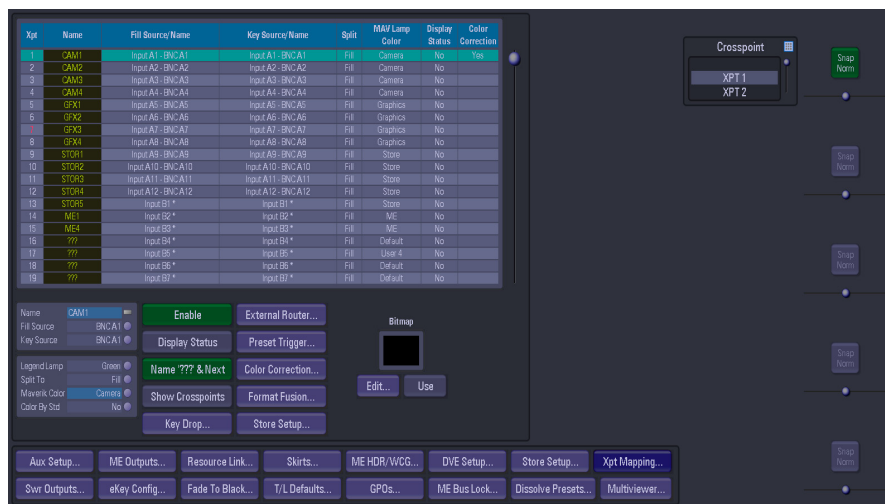 Xpt Name Fill Source/Name Key Source/Name Split MAV Lamp Color Display Status Color Correction
1 CAM1 Input A1 - BNC A1 Input A1 - BNC A1 Fill Camera No Yes
2 CAM2 Input A2 - BNC A2 Input A2 - BNC A2 Fill Camera No
3 CAM3 Input A3 - BNC A3 Input A3 - BNC A3 Fill Camera No
4 CAM4 Input A4 - BNC A4 Input A4 - BNC A4 Fill Camera No
5 GFX1 Input A5 - BNC A5 Input A5 - BNC A5 Fill Graphics No
6 GFX2 Input A6 - BNC A6 Input A6 - BNC A6 Fill Graphics No
GFX3 Input A7 - BNC A7 Input A7 - BNC A7 Fill Graphics No
8 GFX4 Input A8 - BNC A8 Input A8 - BNC A8 Fill Graphics No
9 STOR1 Input A9 - BNC A9 Input A9 - BNC A9 Fill Store No
10 STOR2 Input A10 - BNC A10 Input A10 - BNC A10 Fill Store No
11 STOR3 Input A11 - BNC A11 Input A11 - BNC A11 Fill Store No
12 STOR4 Input A12 - BNC A12 Input A12 - BNC A12 Fill Store No
13 STOR5 Input B1 * Input B1 * Fill Store No
14 ME1 Input B2 * Input B2 * Fill ME No
15 ME4 Input B3 * Input B3 * Fill ME No
16 ??? Input B4 * Input B4 * Fill Default No
17 ??? Input B5 * Input B5 * Fill User 4 No
18 ??? Input B6 * Input B6 * Fill Default No
19 ??? Input B7 * Input B7 * Fill Default No
Crosspoint
XPT 1
XPT 2
Snap Norm
Snap Norm
Snap Norm
Snap Norm
Snap Norm
Name CAM1
Fill Source BNC A1
Key Source BNC A1
Legend Lamp Green
Split To Fill
Maverik Color Camera
Color By Std No
Enable External Router...
Display Status Preset Trigger...
Name '???' & Next Color Correction...
Show Crosspoints Format Fusion...
Key Drop... Store Setup...
Bitmap
Edit... Use
Aux Setup... ME Outputs... Resource Link... Skirts... ME HDR/WCG... DVE Setup... Store Setup... Xpt Mapping...
Swr Outputs... eKey Config... Fade To Black... T/L Defaults... GPOs... ME Bus Lock... Dissolve Presets... Multiviewer...